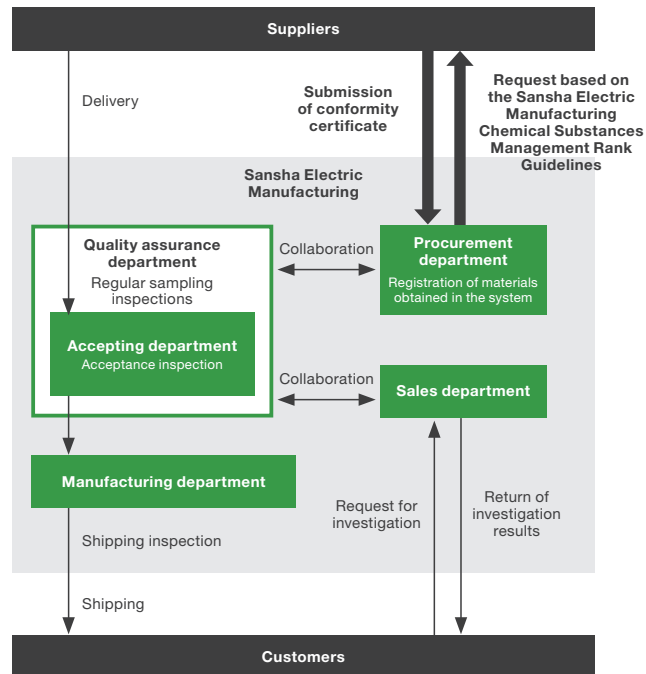 Suppliers
Delivery
Submission
of conformity
certificate
Request based on
the Sansha Electric
Manufacturing
Chemical Substances
Management Rank
Guidelines
Sansha Electric
Manufacturing
Quality assurance
department
Regular sampling
inspections
Collaboration
Procurement
department
Registration of materials
obtained in the system
Accepting department
Acceptance inspection
Collaboration
Sales department
Manufacturing department
Request for
investigation
Return of
investigation
results
Shipping inspection
Shipping
Customers